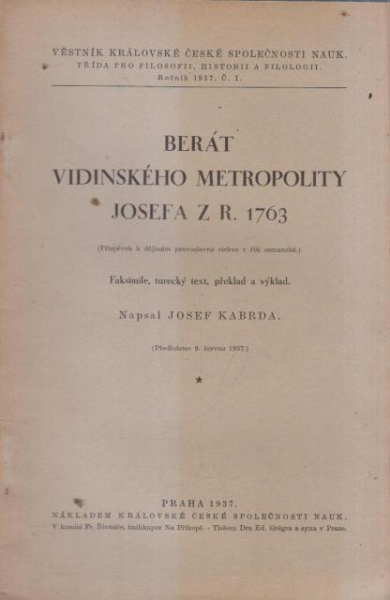 VĚSTNÍK KRÁLOVSKÉ ČESKÉ SPOLEČNOSTI NAUK.
TŘÍDA PRO FILOSOFII, HISTORII A FILOLOGII.
Ročník 1937. Č. I.
BERÁT
VIDINSKÉHO METROPOLITY
JOSEFA Z R. 1763
(Příspěvek k dějinám pravoslavné církve v říši osmanské.)
Faksimile, turecký text, překlad a výklad.
Napsal JOSEF KABRDA.
(Předloženo 9. června 1937.)
PRAHA 1937.
NÁKLADEM KRÁLOVSKÉ ČESKÉ SPOLEČNOSTI NAUK.
V komisi Fr. Řivnáče, knihkupce Na Příkopě. - Tiskem Dra Ed. Grégra a syna v Praze.